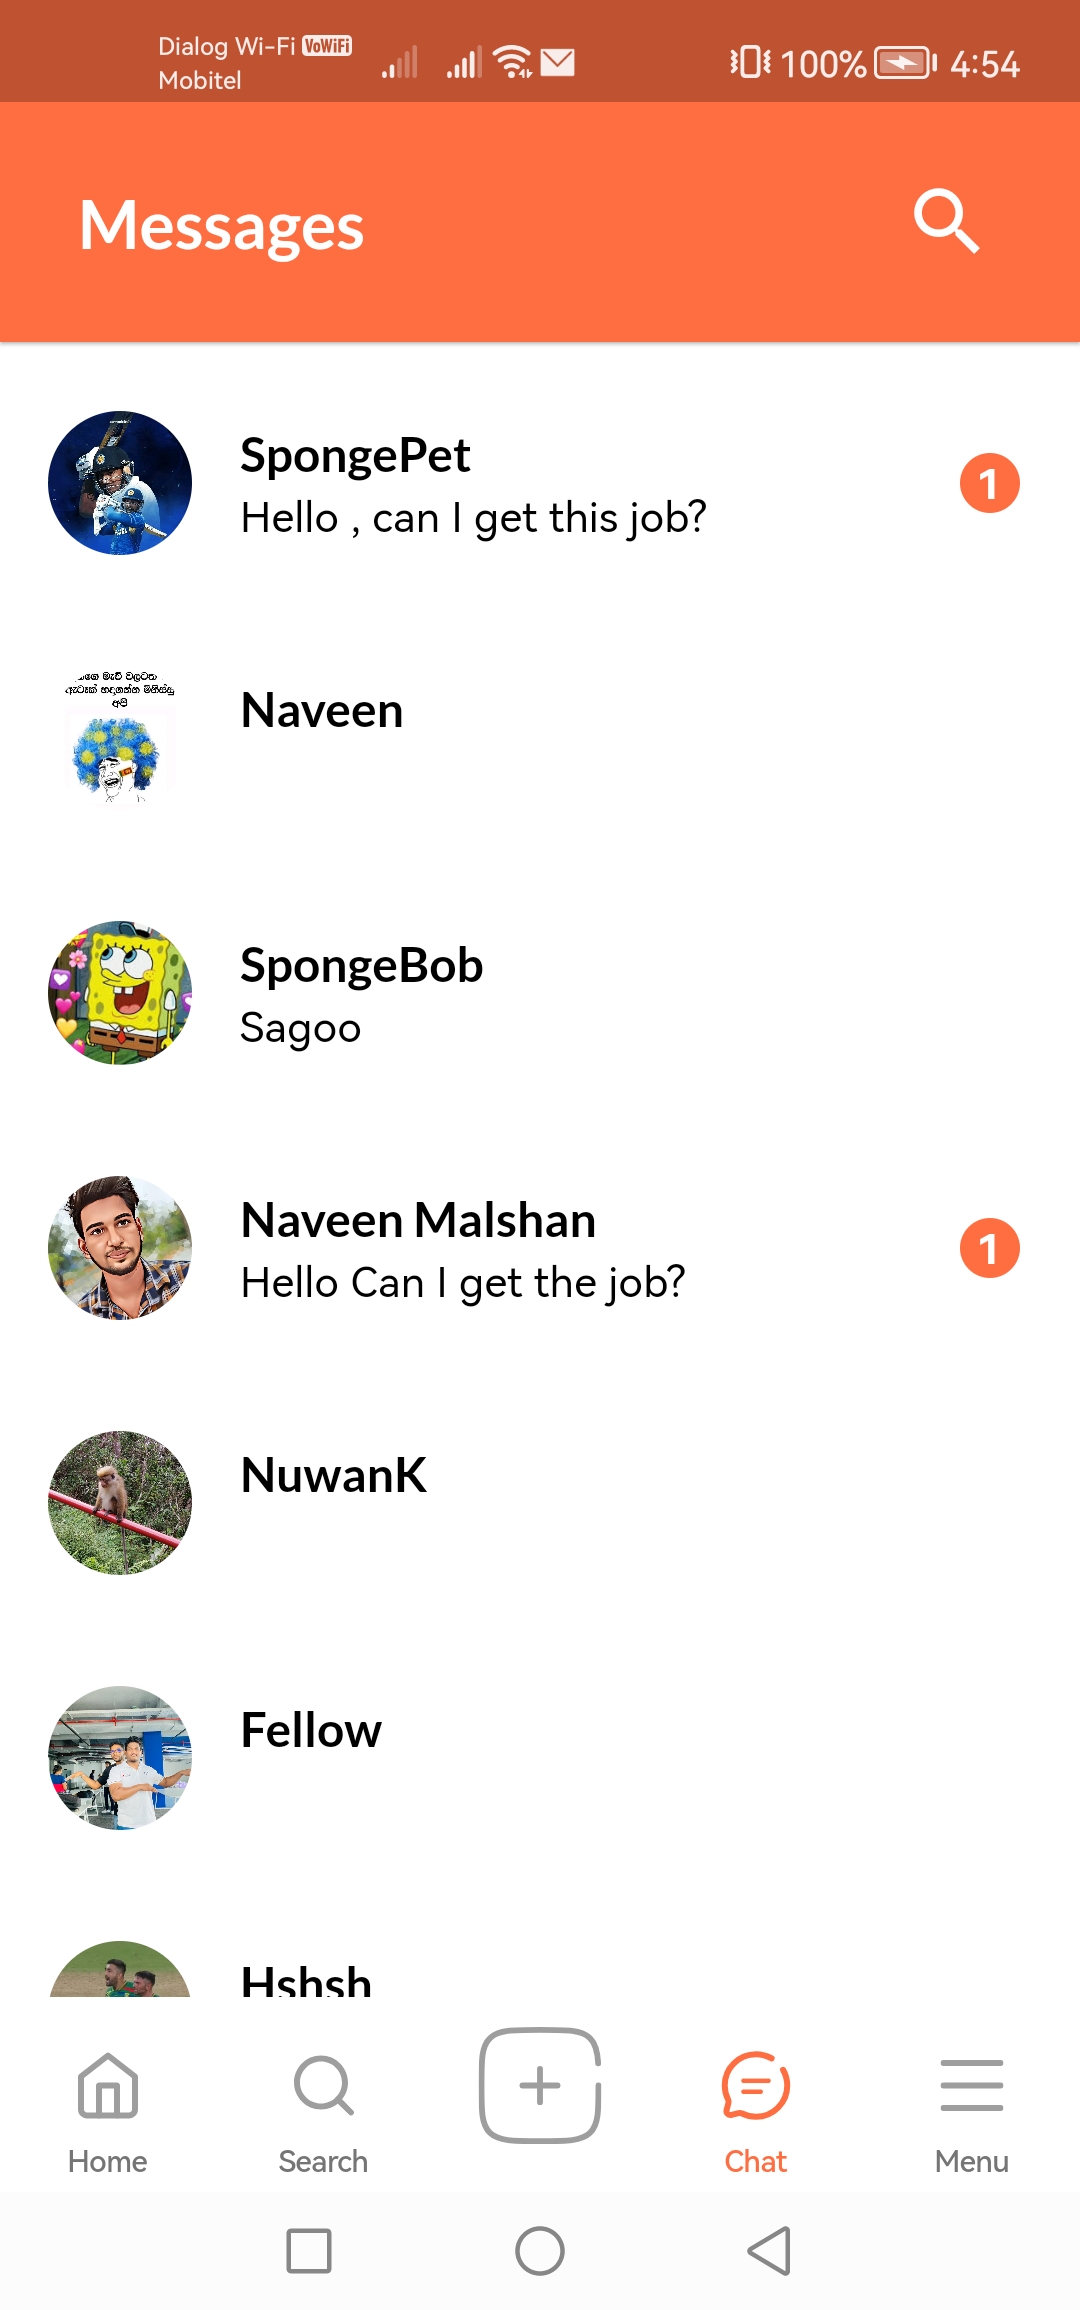 Dialog Wi-Fi VoWiFi
Mobitel
100% 4:54
Messages
SpongePet
Hello , can I get this job?
1
Naveen
SpongeBob
Sagoo
Naveen Malshan
Hello Can I get the job?
1
NuwanK
Fellow
Hshsh
Home
Search
Chat
Menu